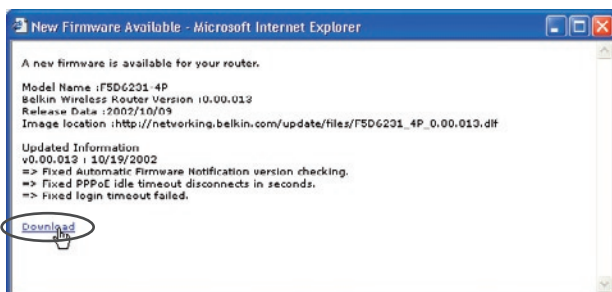 New Firmware Available - Microsoft Internet Explorer
A new firmware is available for your router.
Model Name :F5D6231-4P
Belkin Wireless Router Version :0.00.013
Release Data :2002/10/09
Image location :http://networking.belkin.com/update/files/F5D6231_4P_0.00.013.dlf
Updated Information
v0.00.013 : 10/19/2002
=> Fixed Automatic Firmware Notification version checking.
=> Fixed PPPoE idle timeout disconnects in seconds.
=> Fixed login timeout failed.
Download